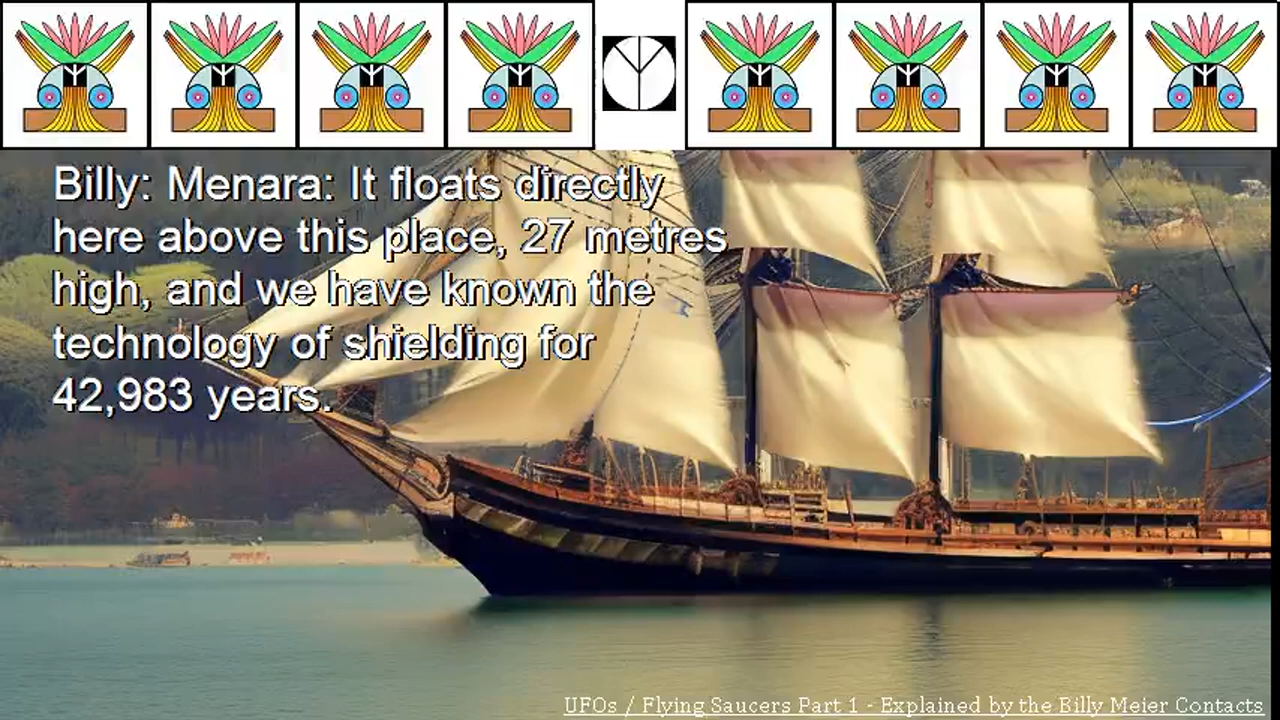 Billy: Menara: It floats directly
here above this place, 27 metres
high, and we have known the
technology of shielding for
42,983 years.
UFOs / Flying Saucers Part 1 - Explained by the Billy Meier Contacts